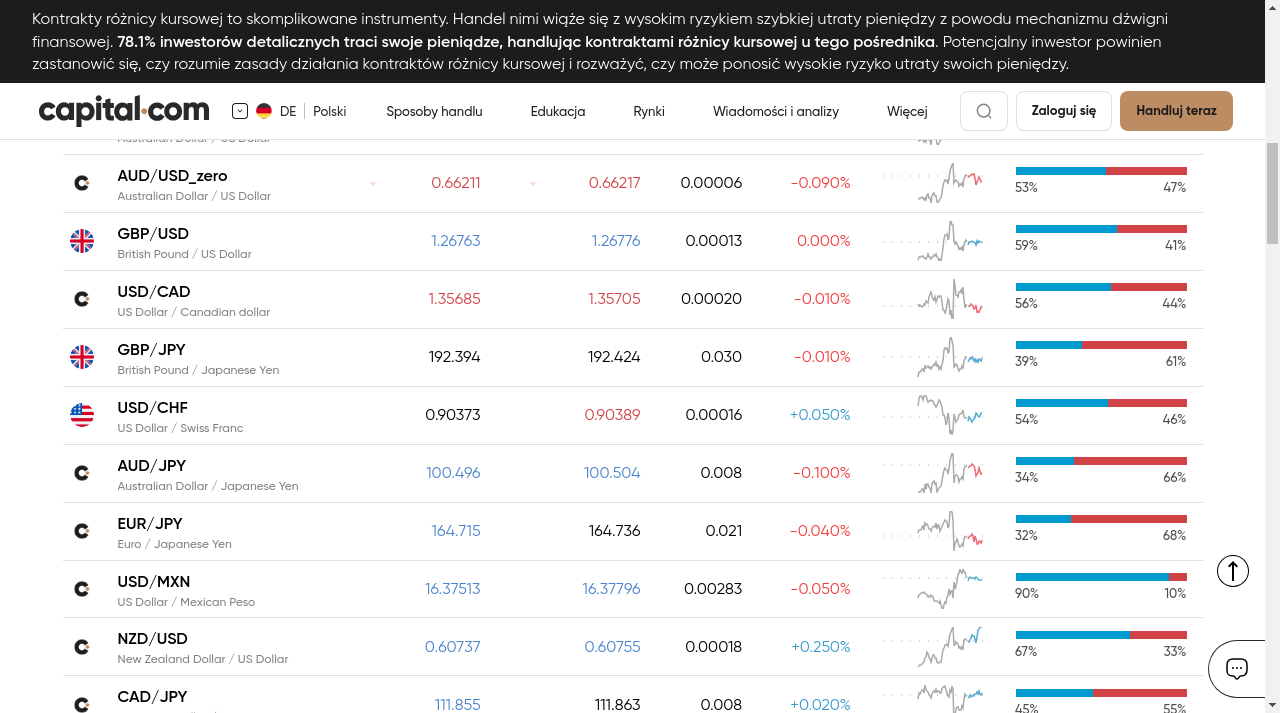 Kontrakty różnicy kursowej to skomplikowane instrumenty. Handel nimi wiąże się z wysokim ryzykiem szybkiej utraty pieniędzy z powodu mechanizmu dźwigni
finansowej. 78.1% inwestorów detalicznych traci swoje pieniądze, handlując kontraktami różnicy kursowej u tego pośrednika. Potencjalny inwestor powinien
zastanowić się, czy rozumie zasady działania kontraktów różnicy kursowej i rozważyć, czy może ponosić wysokie ryzyko utraty swoich pieniędzy.
capital.com DE Polski Sposoby handlu Edukacja Rynki Wiadomości i analizy Więcej Zaloguj się Handluj teraz
Australian Dollar / US Dollar
AUD/USD_zero 0.66211 0.66217 0.00006 -0.090% 53% 47%
Australian Dollar / US Dollar
GBP/USD 1.26763 1.26776 0.00013 0.000% 59% 41%
British Pound / US Dollar
USD/CAD 1.35685 1.35705 0.00020 -0.010% 56% 44%
US Dollar / Canadian dollar
GBP/JPY 192.394 192.424 0.030 -0.010% 39% 61%
British Pound / Japanese Yen
USD/CHF 0.90373 0.90389 0.00016 +0.050% 54% 46%
US Dollar / Swiss Franc
AUD/JPY 100.496 100.504 0.008 -0.100% 34% 66%
Australian Dollar / Japanese Yen
EUR/JPY 164.715 164.736 0.021 -0.040% 32% 68%
Euro / Japanese Yen
USD/MXN 16.37513 16.37796 0.00283 -0.050% 90% 10%
US Dollar / Mexican Peso
NZD/USD 0.60737 0.60755 0.00018 +0.250% 67% 33%
New Zealand Dollar / US Dollar
CAD/JPY 111.855 111.863 0.008 +0.020% 45% 55%